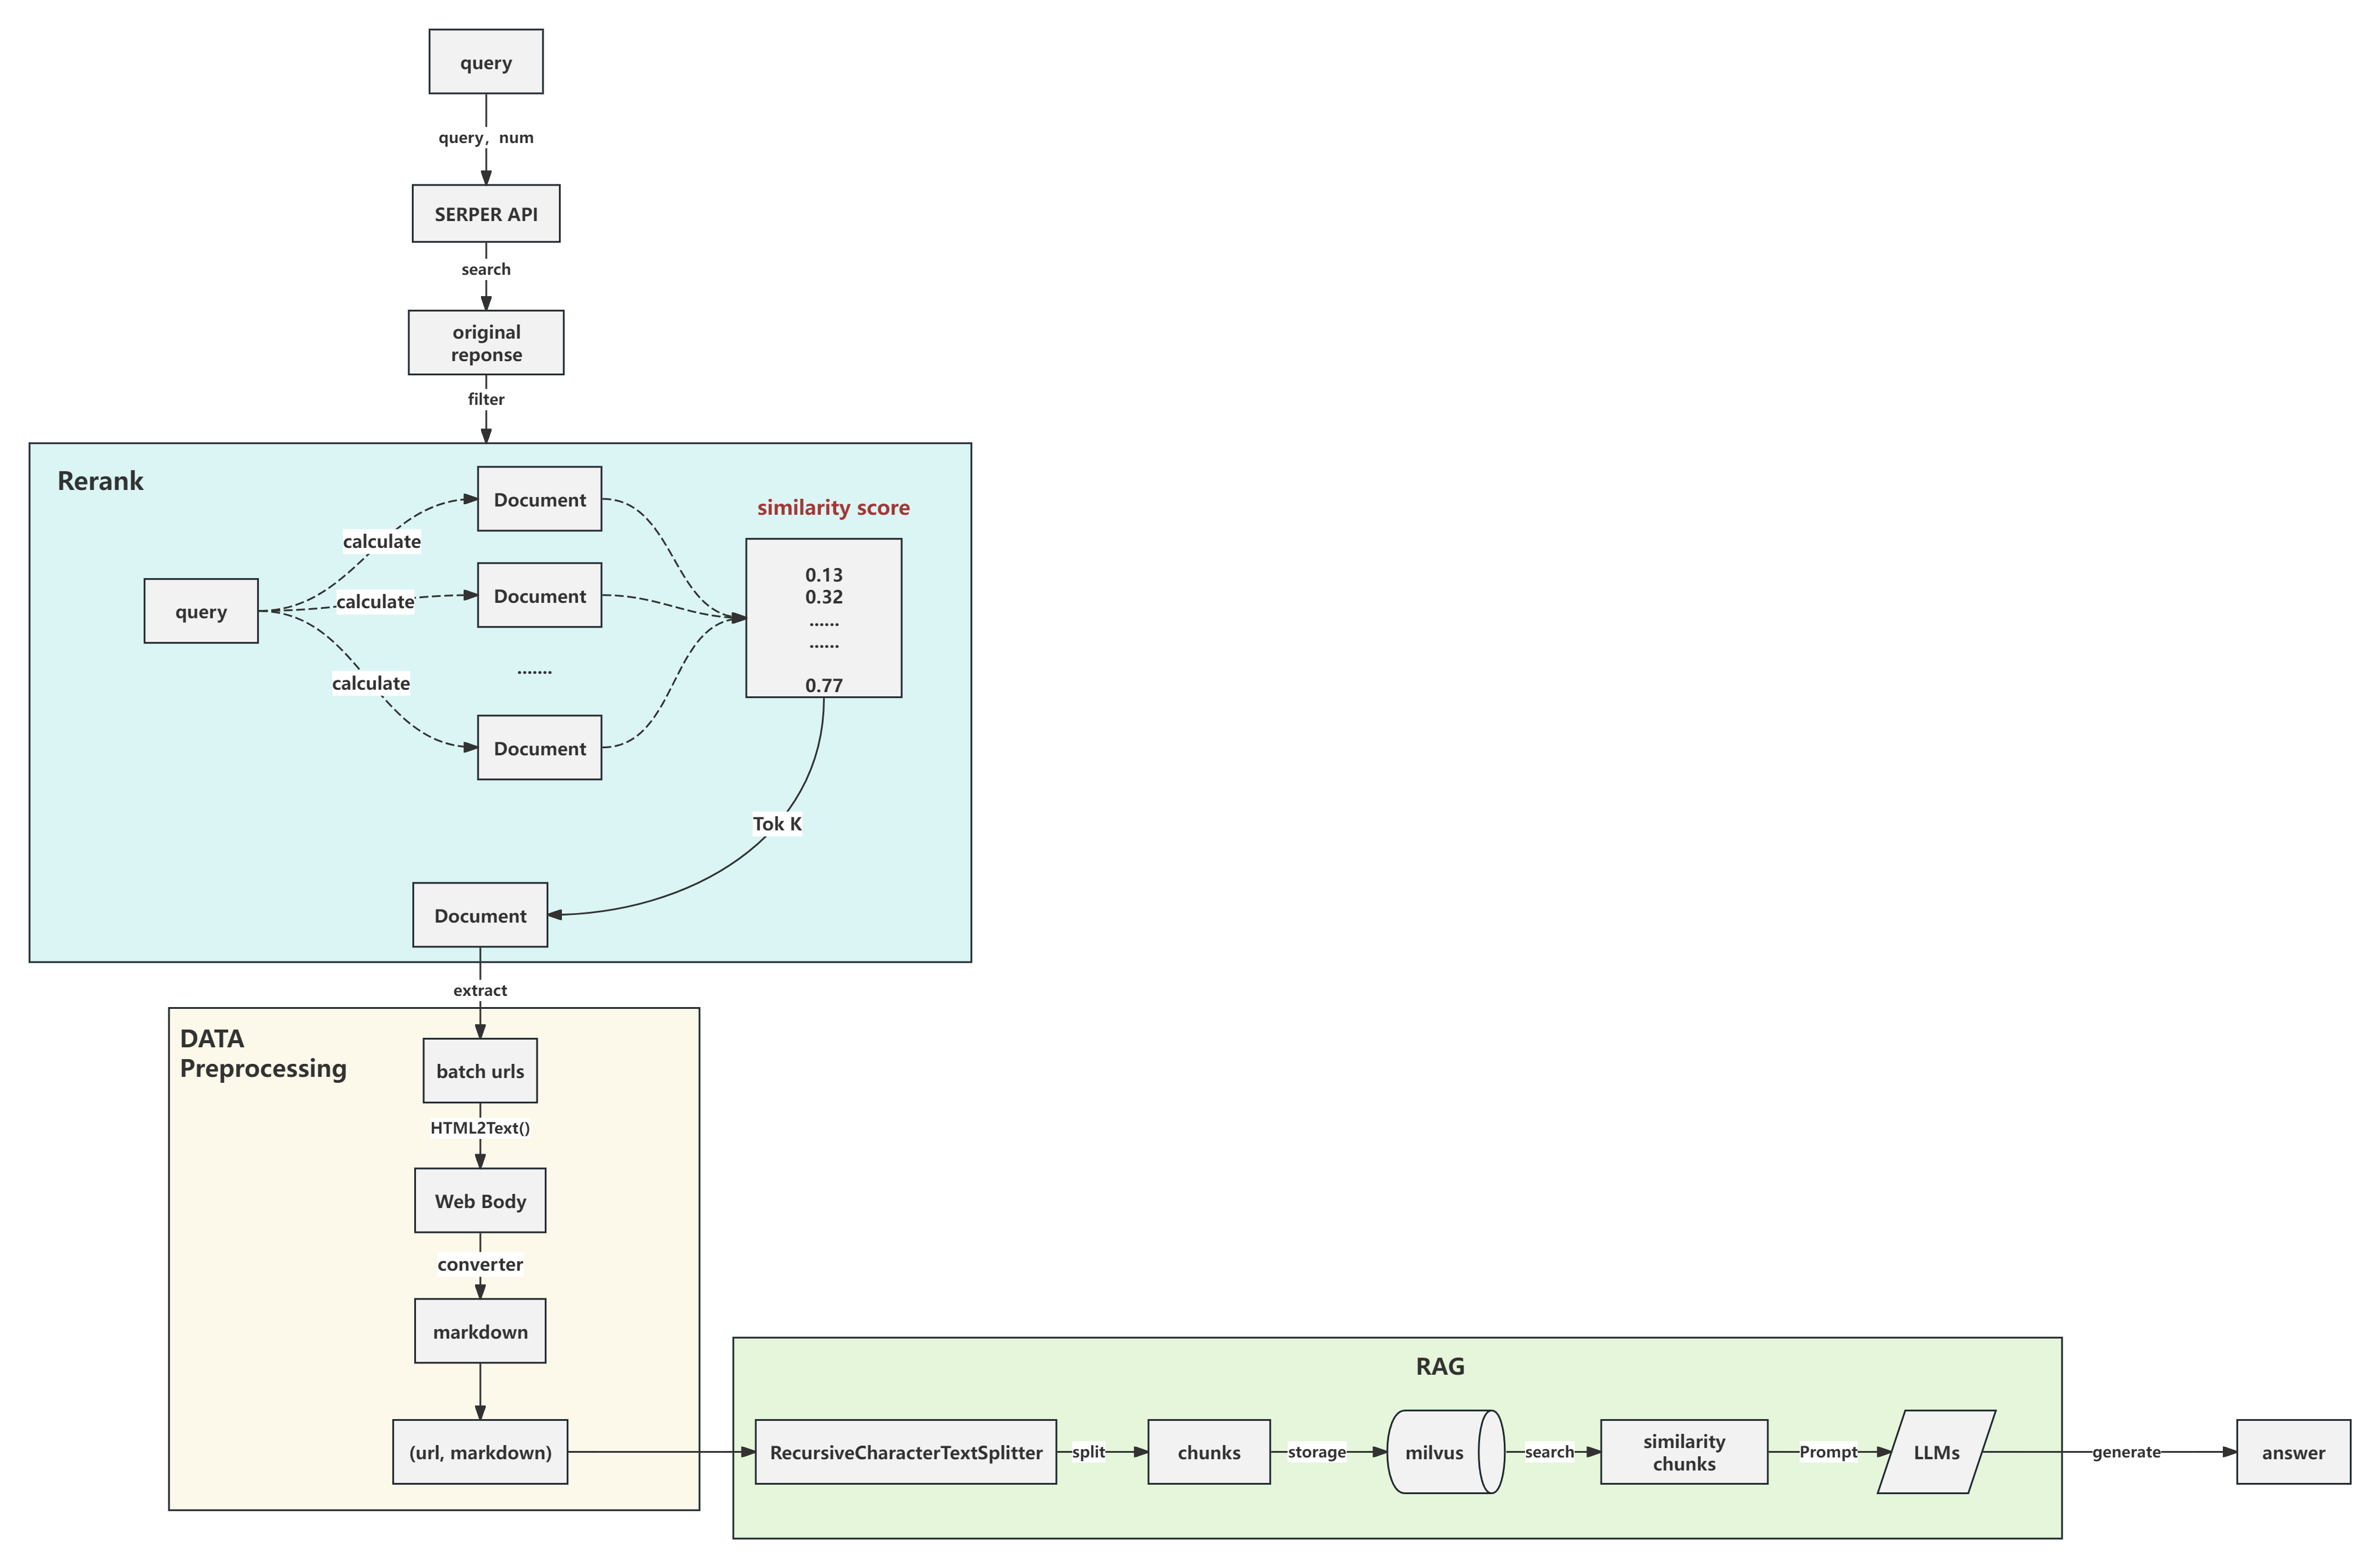 query
query, num
SERPER API
search
original
reponse
filter
Rerank
Document
similarity score
calculate
0.13
0.32
......
......
0.77
Document
calculate
query
.......
calculate
Document
Tok K
Document
extract
DATA
Preprocessing
batch urls
HTML2Text()
Web Body
converter
markdown
(url, markdown)
RAG
RecursiveCharacterTextSplitter
split
chunks
storage
milvus
search
similarity
chunks
Prompt
LLMs
generate
answer